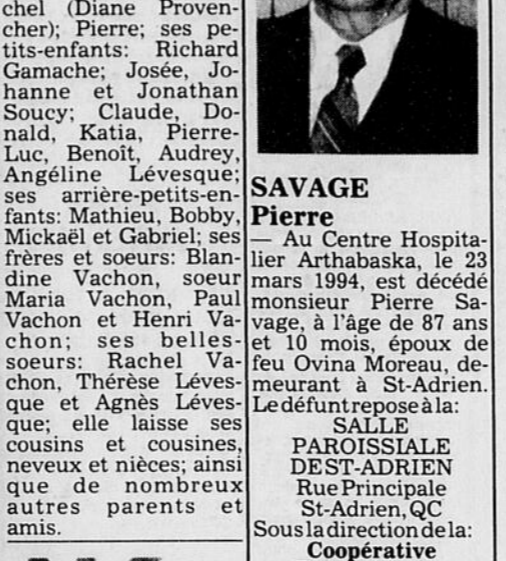 chel (Diane Proven-
cher); Pierre; ses pe-
tits-enfants: Richard
Gamache; Josée, Jo-
hanne et Jonathan
Soucy; Claude, Do-
nald, Katia, Pierre-
Luc, Benoît, Audrey,
Angéline Lévesque;
ses arrière-petits-en-
fants: Mathieu, Bobby,
Mickaël et Gabriel; ses
frères et soeurs: Blan-
dine Vachon, soeur
Maria Vachon, Paul
Vachon et Henri Va-
chon; ses belles-
soeurs: Rachel Va-
chon, Thérèse Léves-
que et Agnès Léves-
que; elle laisse ses
cousins et cousines,
neveux et nièces; ainsi
que de nombreux
autres parents et
amis.
SAVAGE
Pierre
— Au Centre Hospita-
lier Arthabaska, le 23
mars 1994, est décédé
monsieur Pierre Sa-
vage, à l'âge de 87 ans
et 10 mois, époux de
feu Ovina Moreau, de-
meurant à St-Adrien.
Le défunt repose à la:
SALLE
PAROISSIALE
DE ST-ADRIEN
Rue Principale
St-Adrien, QC
Sous la direction de la:
Coopérative